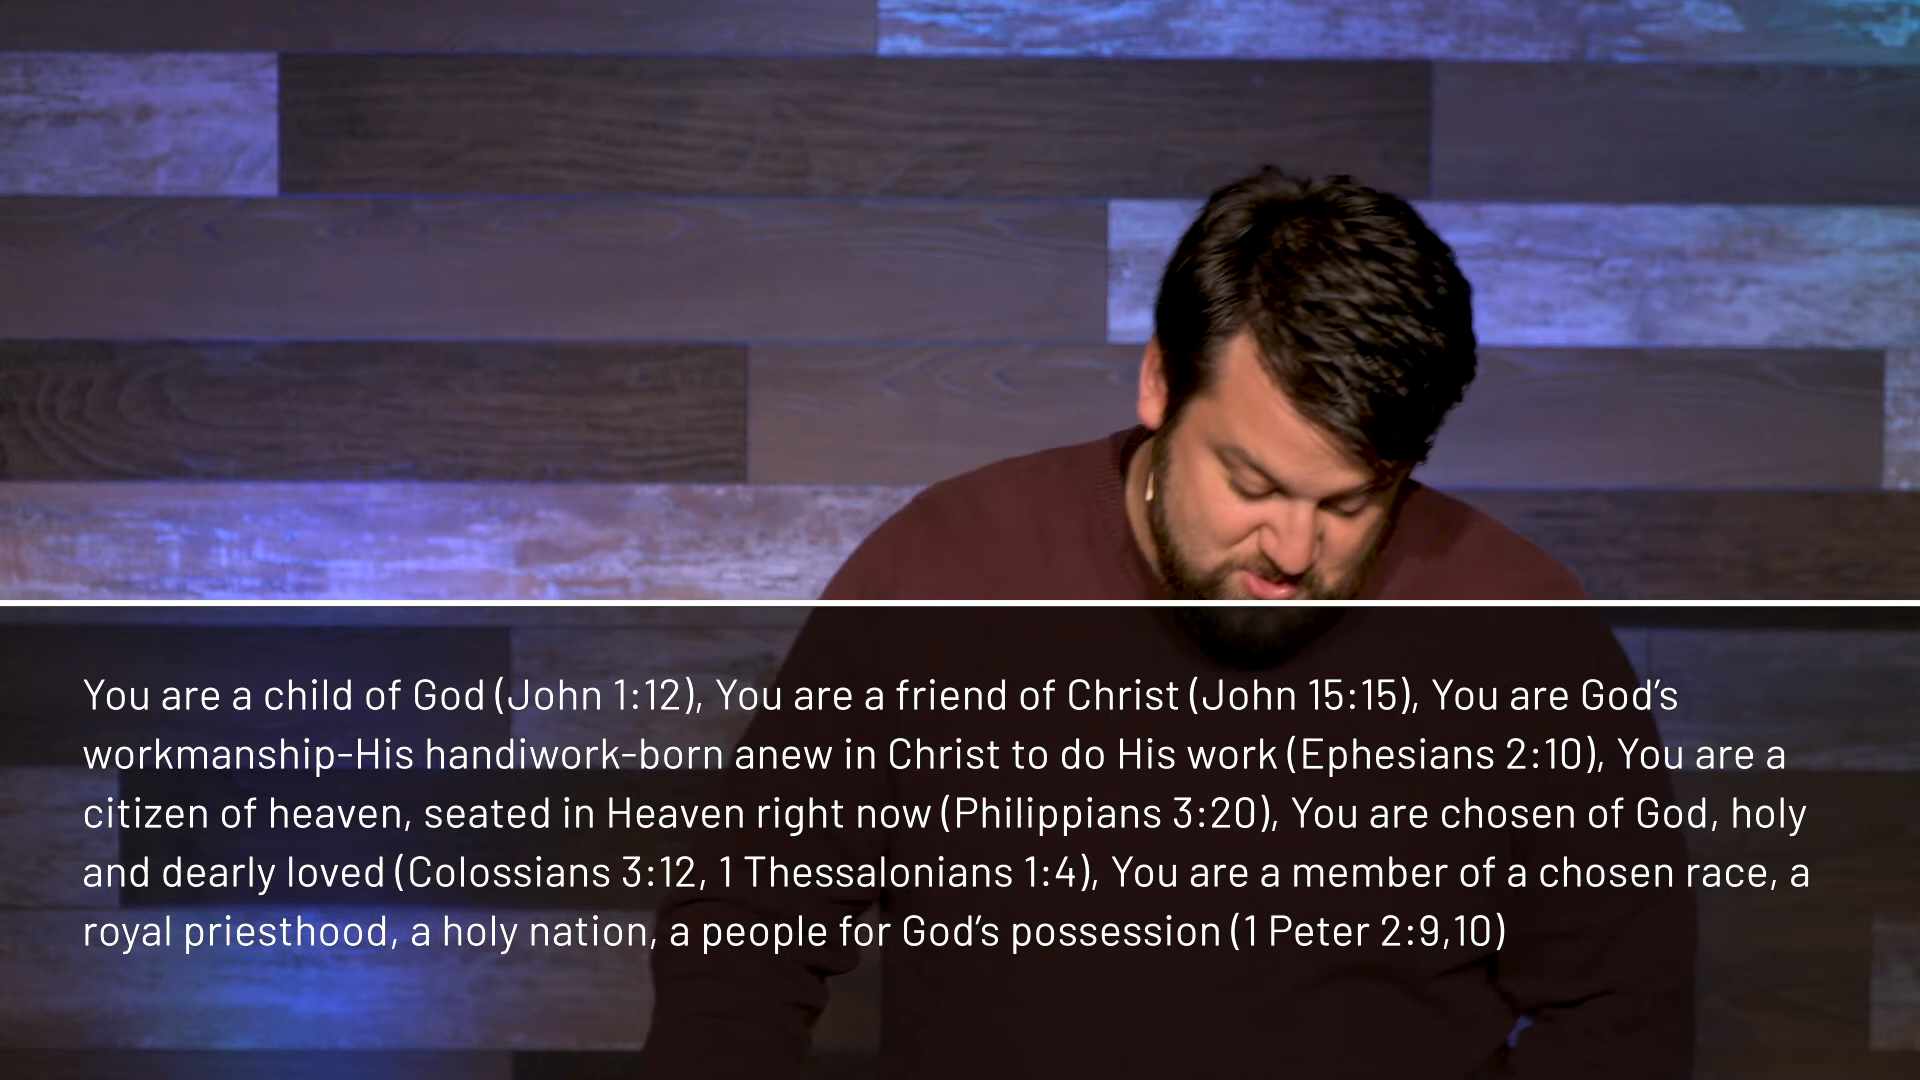 You are a child of God (John 1:12), You are a friend of Christ (John 15:15), You are God’s
workmanship-His handiwork-born anew in Christ to do His work (Ephesians 2:10), You are a
citizen of heaven, seated in Heaven right now (Philippians 3:20), You are chosen of God, holy
and dearly loved (Colossians 3:12, 1 Thessalonians 1:4), You are a member of a chosen race, a
royal priesthood, a holy nation, a people for God’s possession (1 Peter 2:9,10)